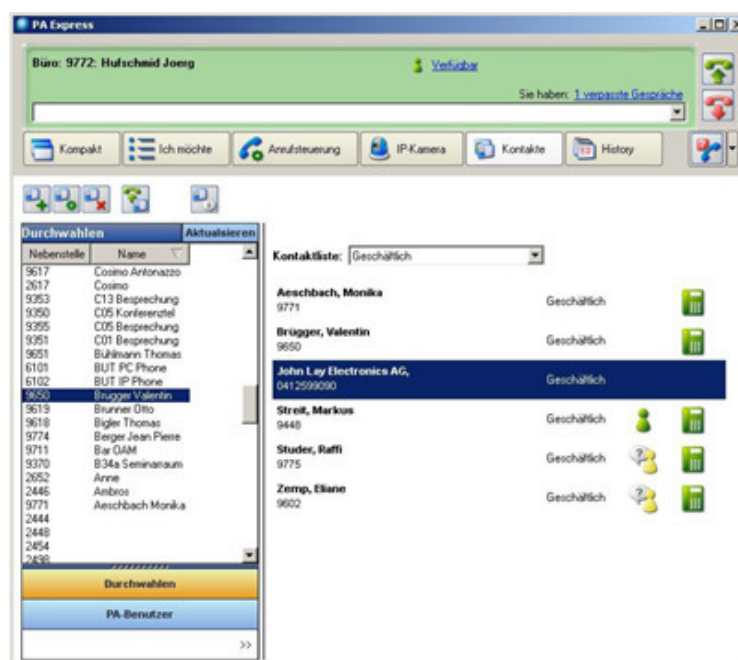 PA Express
Büro: 9772: Hufschmid Joerg
Verfügbar
Sie haben: 1 verpasste Gespräche
Kompakt
Ich möchte
Anrufsteuerung
IP-Kamera
Kontakte
12
History
Durchwahlen Aktualisieren
Nebenstelle Name
9617 Cosimo Antonazzo
2617 Cosimo
9353 C13 Besprechung
9350 C05 Konferenztel
9355 C05 Besprechung
9351 C01 Besprechung
9651 Bühlmann Thomas
6101 BUT PC Phone
6102 BUT IP Phone
9650 Brügger Valentin
9619 Brunner Otto
9618 Bigler Thomas
9774 Berger Jean Pierre
9711 Bar OAM
9370 B34a Seminarraum
2652 Anne
2446 Ambros
9771 Aeschbach Monika
2444
2448
2454
2498
Durchwahlen
PA-Benutzer
>>
Kontaktliste: Geschäftlich
Aeschbach, Monika
9771 Geschäftlich
Brügger, Valentin
9650 Geschäftlich
John Lay Electronics AG,
0412599090 Geschäftlich
Streit, Markus
9448 Geschäftlich
Studer, Raffi
9775 Geschäftlich
Zemp, Eliane
9602 Geschäftlich